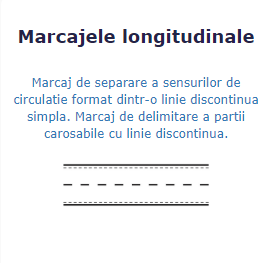 Marcajele longitudinale
Marcaj de separare a sensurilor de
circulatie format dintr-o linie discontinua
simpla. Marcaj de delimitare a partii
carosabile cu linie discontinua.